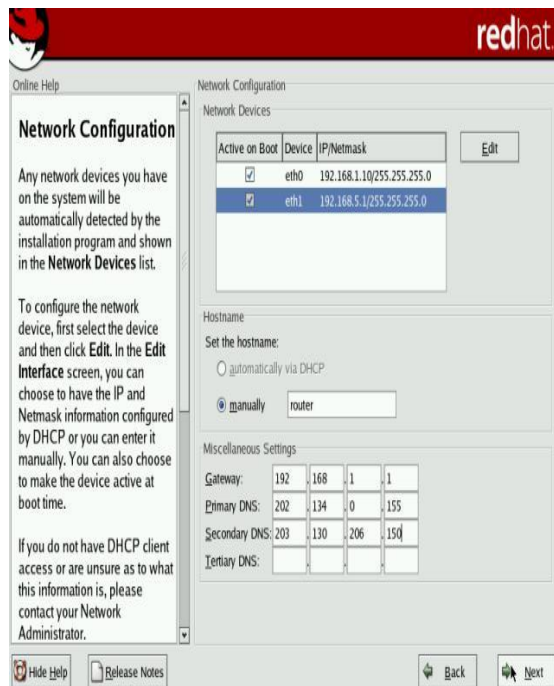 redhat.
Online Help
Network Configuration
Any network devices you have
on the system will be
automatically detected by the
installation program and shown
in the Network Devices list.
To configure the network
device, first select the device
and then click Edit. In the Edit
Interface screen, you can
choose to have the IP and
Netmask information configured
by DHCP or you can enter it
manually. You can also choose
to make the device active at
boot time.
If you do not have DHCP client
access or are unsure as to what
this information is, please
contact your Network
Administrator.
Network Configuration
Network Devices
Active on Boot Device IP/Netmask
eth0 192.168.1.10/255.255.255.0
eth1 192.168.5.1/255.255.255.0
Edit
Hostname
Set the hostname:
automatically via DHCP
manually router
Miscellaneous Settings
Gateway: 192 .168 .1 .1
Primary DNS: 202 .134 .0 .155
Secondary DNS: 203 .130 .206 .150
Tertiary DNS: . . .
Hide Help Release Notes Back Next